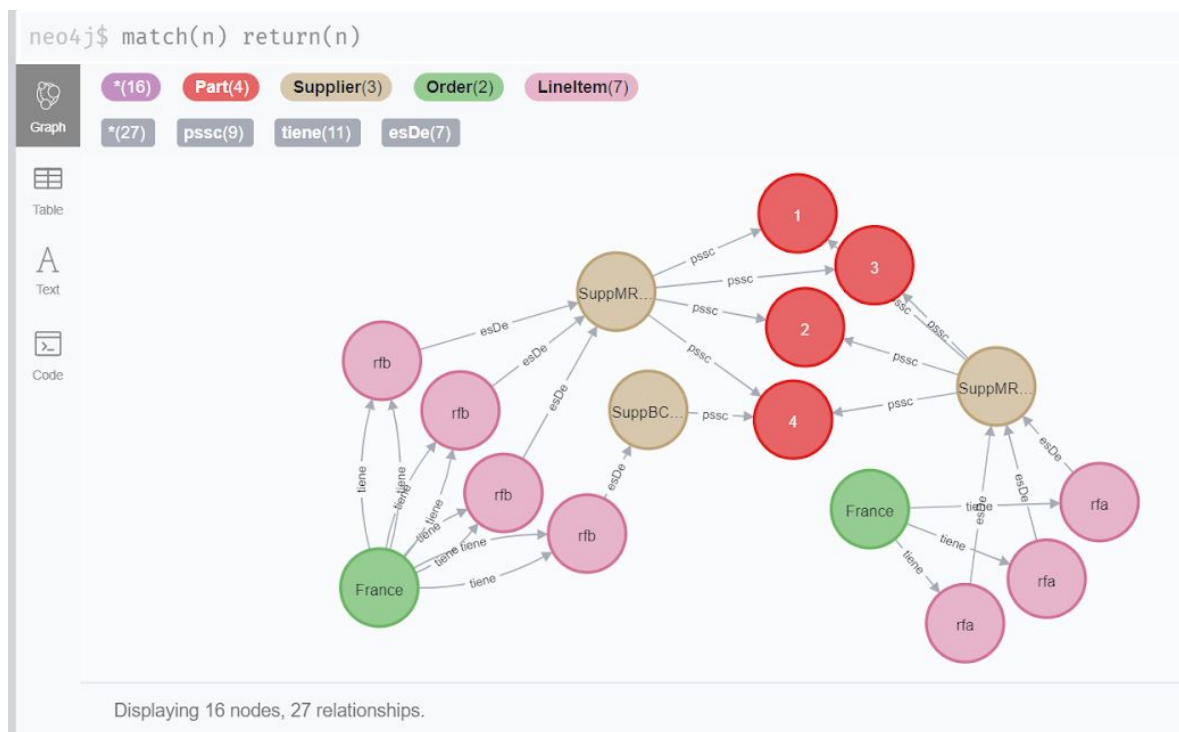 neo4j$ match(n) return(n)
*(16) Part(4) Supplier(3) Order(2) LineItem(7)
Graph
*(27) pssc(9) tiene(11) esDe(7)
Table
Text
Code
1
3
2
4
SuppMR...
SuppBC...
SuppMR...
rfb
rfb
rfb
rfb
France
France
rfa
rfa
rfa
pssc
pssc
pssc
pssc
pssc
pssc
pssc
pssc
pssc
esDe
esDe
esDe
esDe
esDe
esDe
esDe
tiene
tiene
tiene
tiene
tiene
tiene
tiene
tiene
tiene
tiene
tiene
Displaying 16 nodes, 27 relationships.